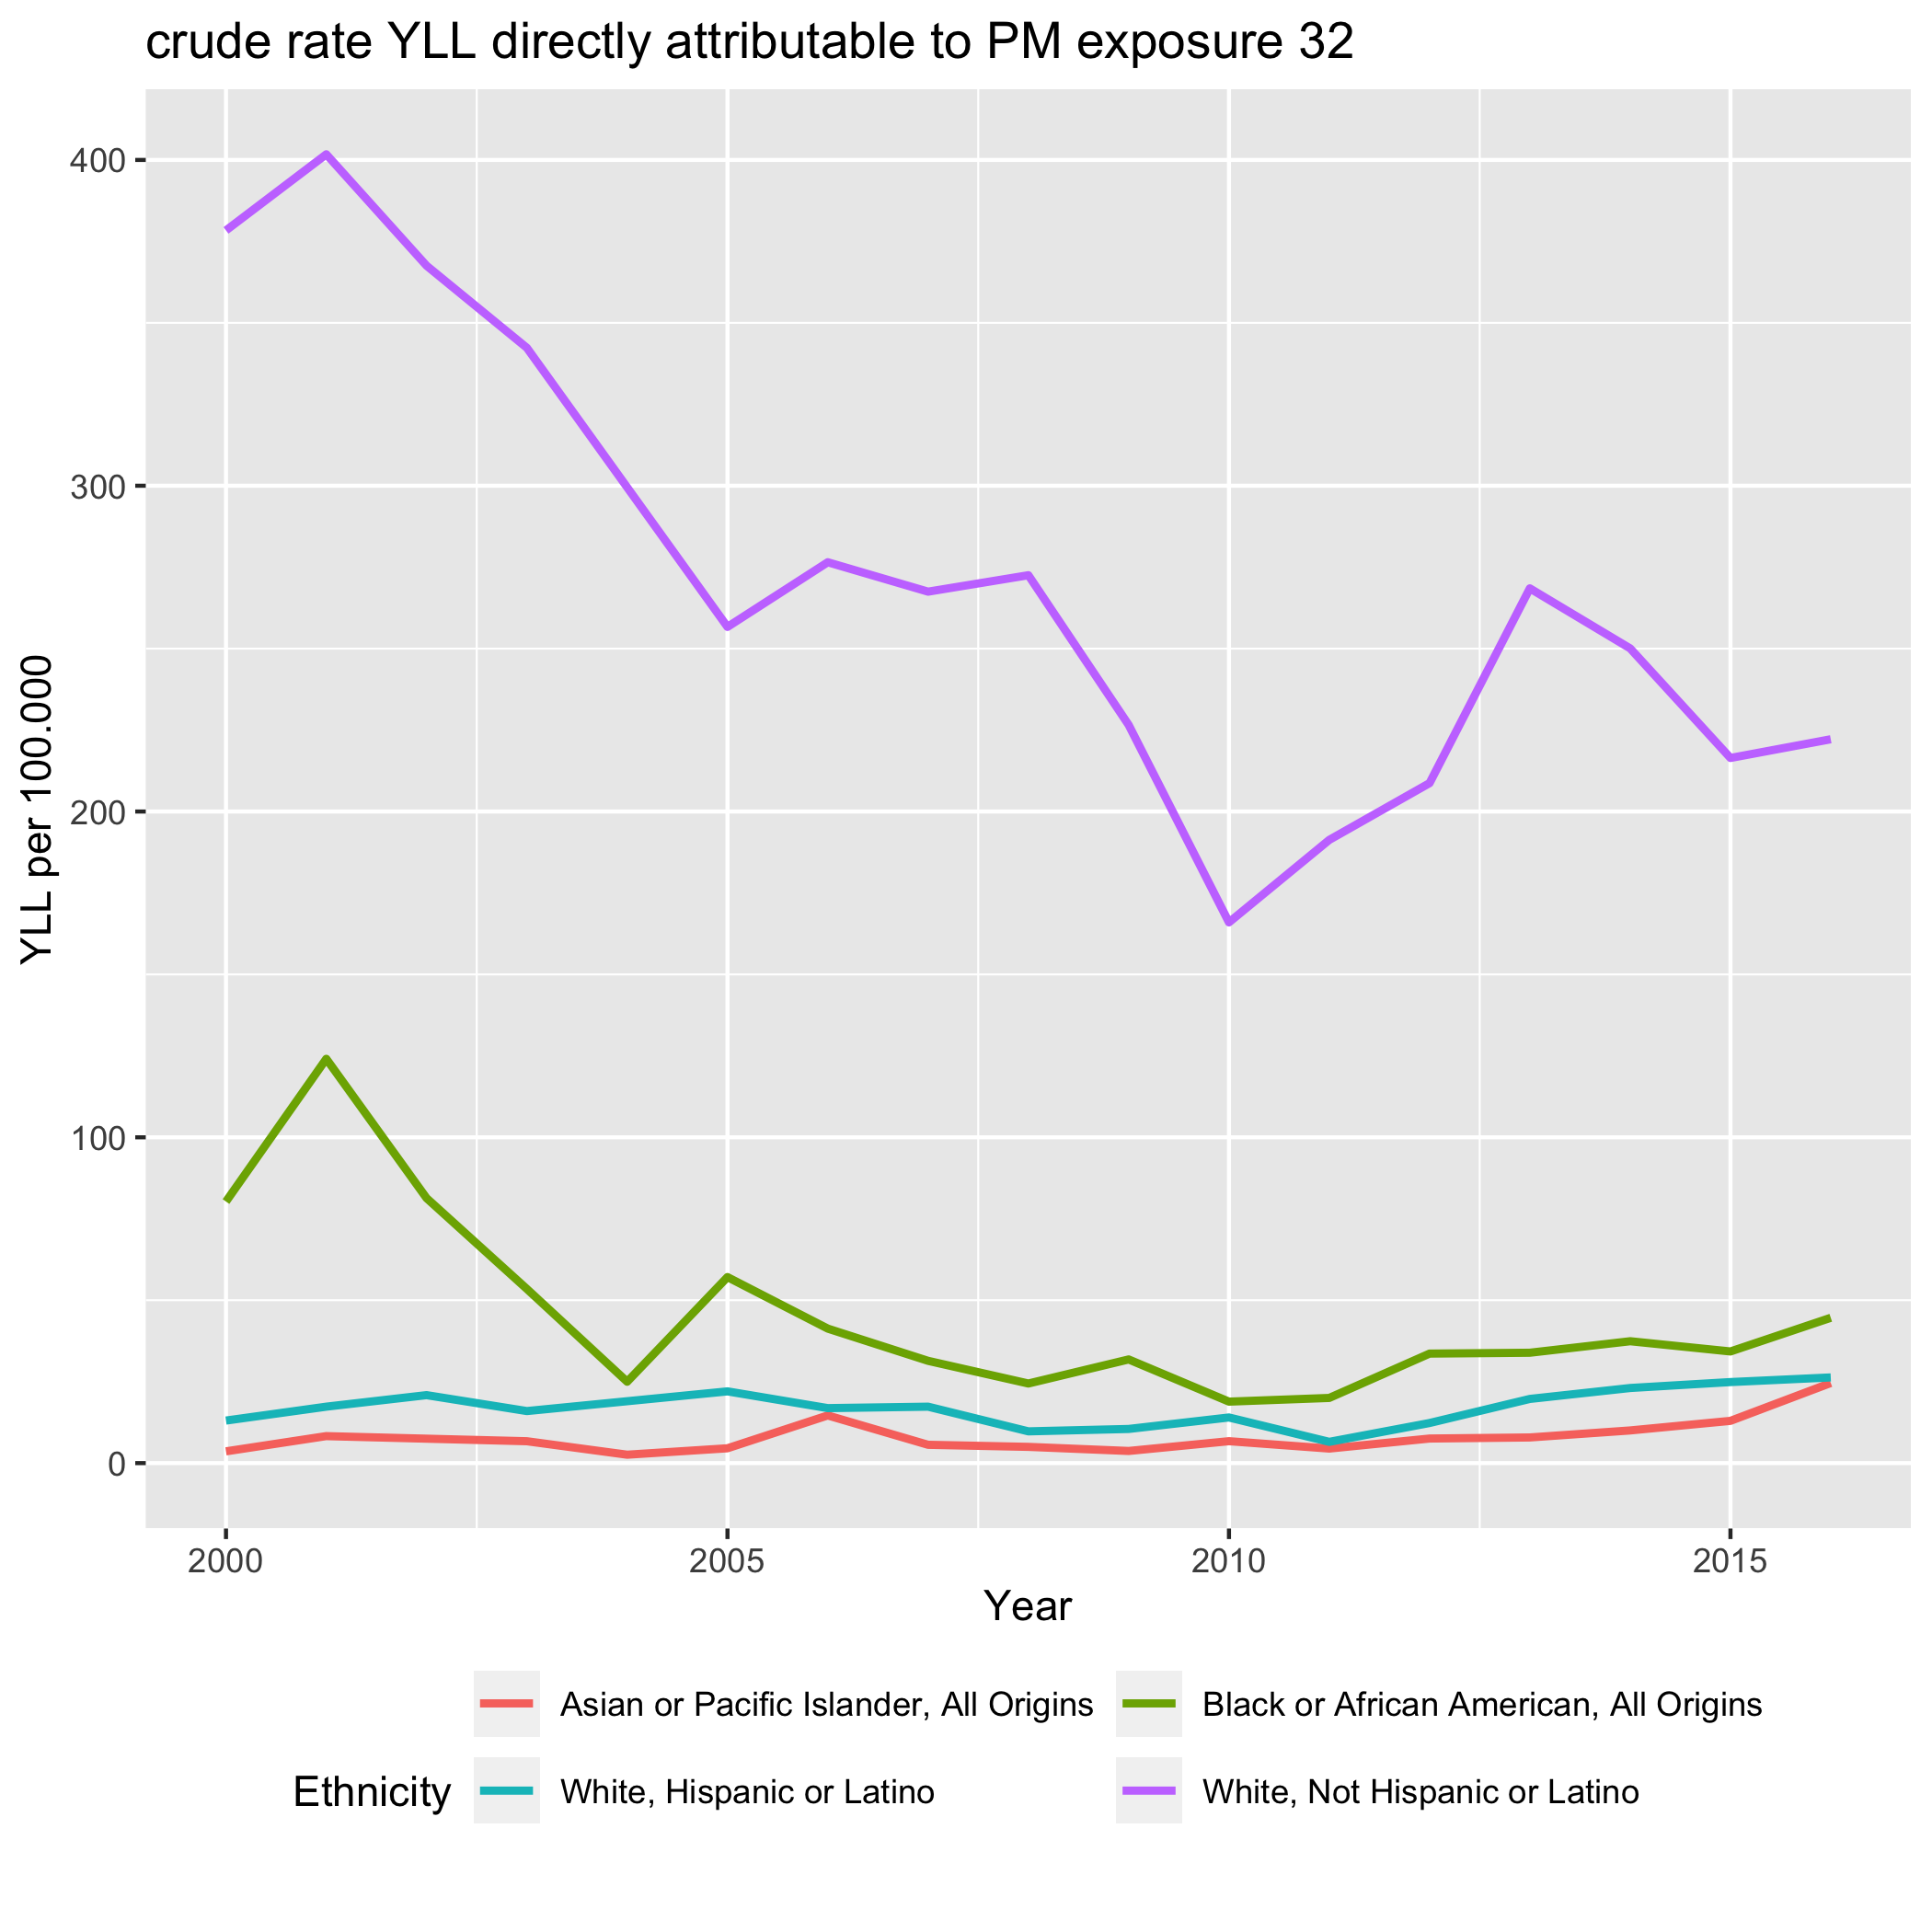 crude rate YLL directly attributable to PM exposure 32
YLL per 100.000
400
300
200
100
0
2000 2005 2010 2015
Year
Ethnicity
Asian or Pacific Islander, All Origins
Black or African American, All Origins
White, Hispanic or Latino
White, Not Hispanic or Latino